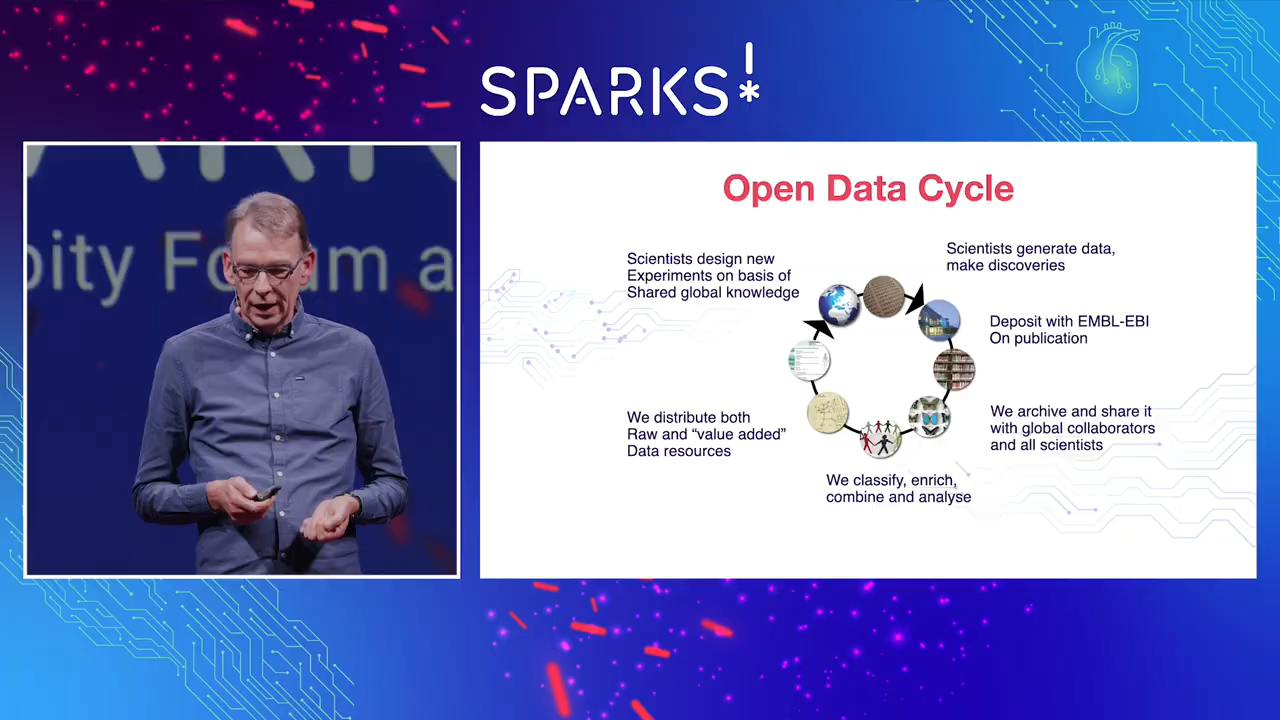 SPARKS!*
Forum a
Open Data Cycle
Scientists design new
Experiments on basis of
Shared global knowledge
Scientists generate data,
make discoveries
Deposit with EMBL-EBI
On publication
We archive and share it
with global collaborators
and all scientists
We classify, enrich,
combine and analyse
We distribute both
Raw and “value added”
Data resources